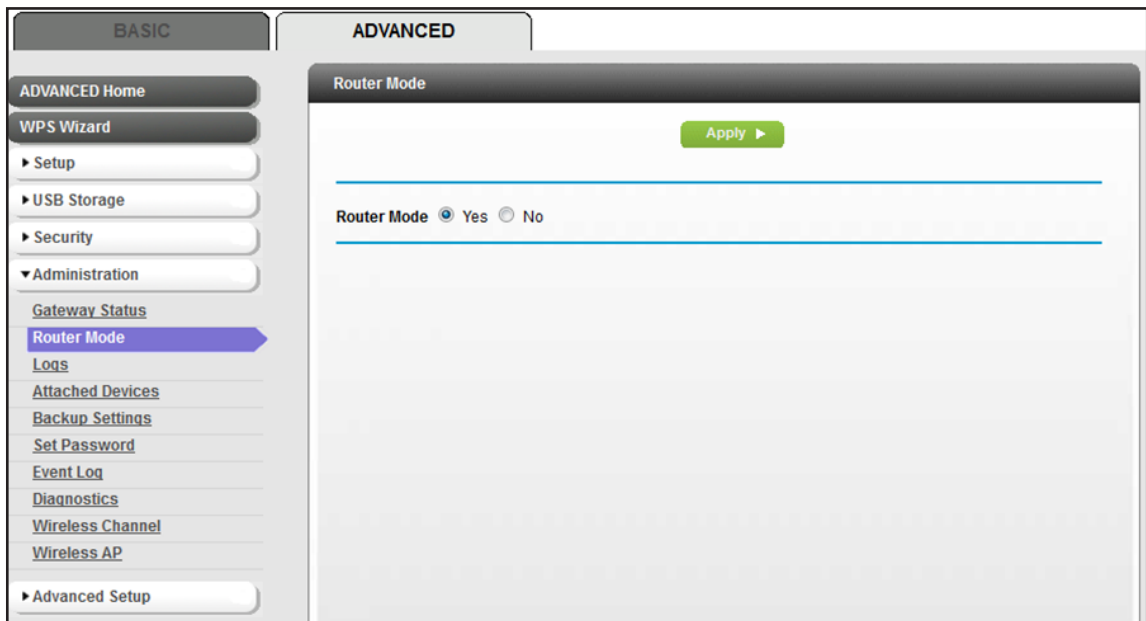 BASIC
ADVANCED
ADVANCED Home
WPS Wizard
Setup
USB Storage
Security
Administration
Gateway Status
Router Mode
Logs
Attached Devices
Backup Settings
Set Password
Event Log
Diagnostics
Wireless Channel
Wireless AP
Advanced Setup
Router Mode
Apply
Router Mode Yes No